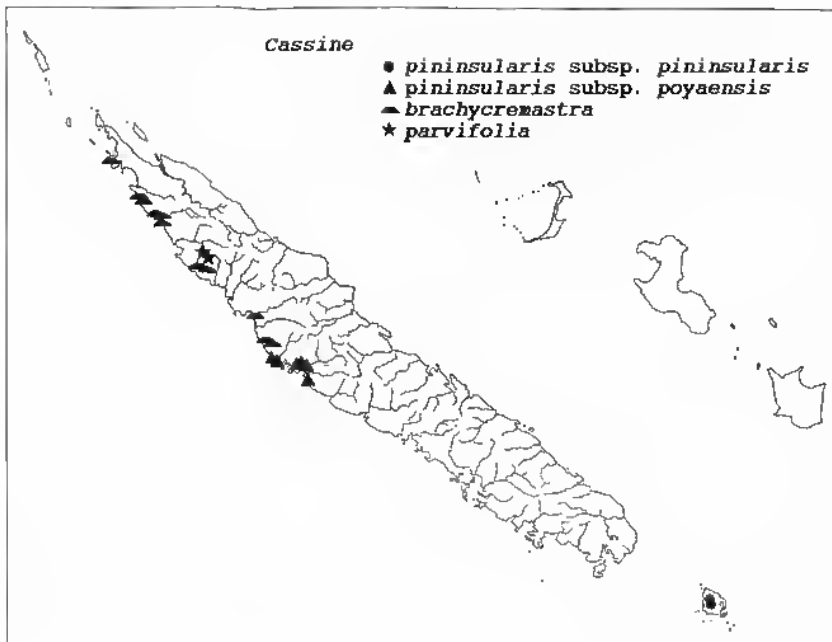 Cassine
pininsularis subsp. pininsularis
pininsularis subsp. poyaensis
brachycremastra
parvifolia